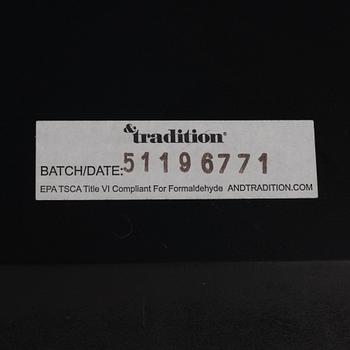 &tradition®
BATCH/DATE: 51196771
EPA TSCA Title VI Compliant For Formaldehyde ANDTRADITION.COM